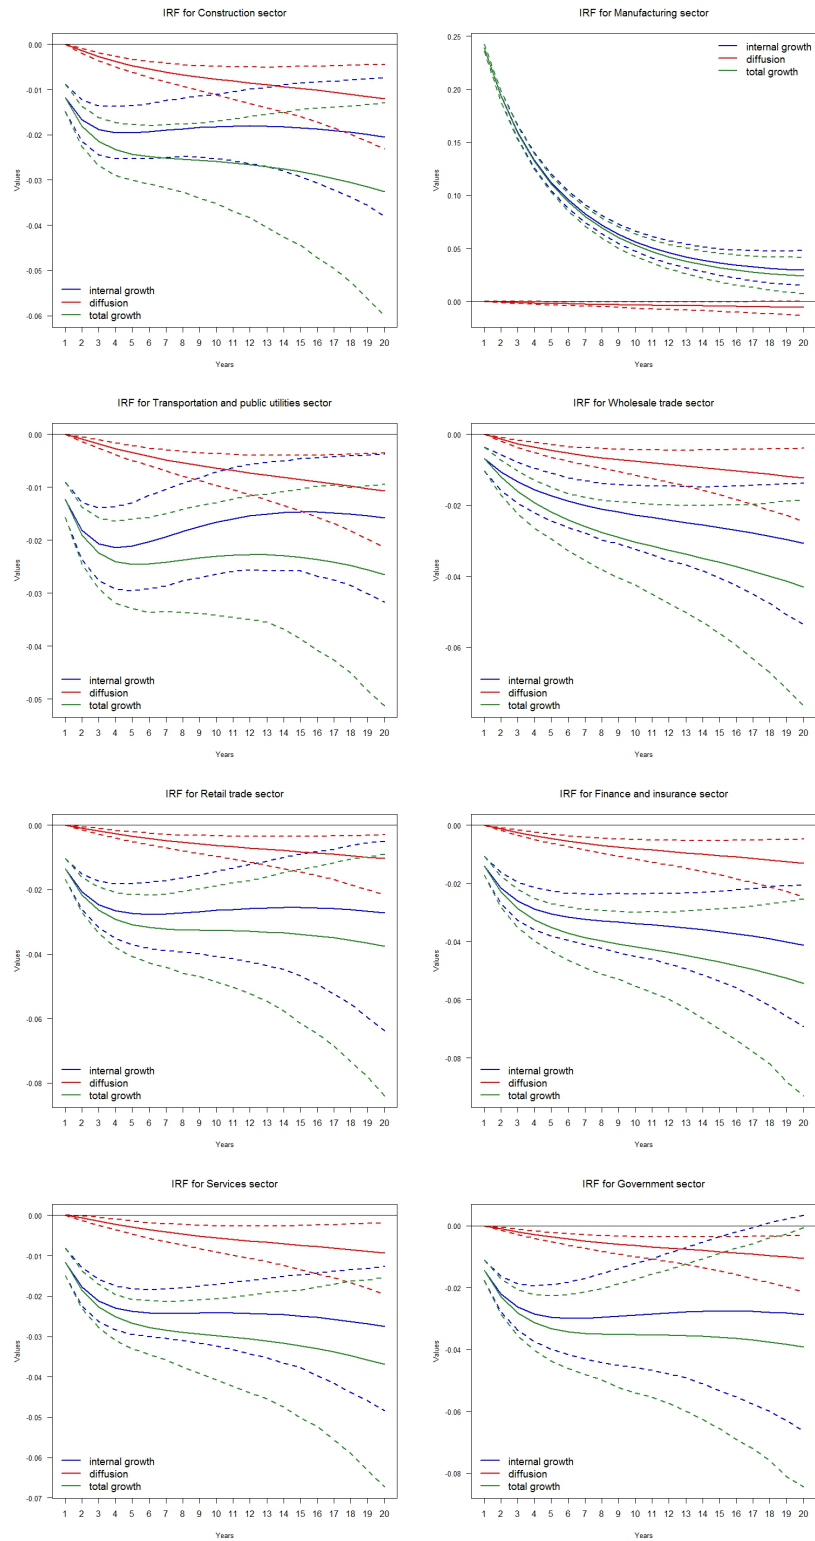 IRF for Construction sector
0.00
-0.01
-0.02
-0.03
-0.04
-0.05
-0.06
Values
internal growth
diffusion
total growth
1 2 3 4 5 6 7 8 9 10 11 12 13 14 15 16 17 18 19 20
Years
IRF for Manufacturing sector
0.25
0.20
0.15
0.10
0.05
0.00
Values
internal growth
diffusion
total growth
1 2 3 4 5 6 7 8 9 10 11 12 13 14 15 16 17 18 19 20
Years
IRF for Transportation and public utilities sector
0.00
-0.01
-0.02
-0.03
-0.04
-0.05
Values
internal growth
diffusion
total growth
1 2 3 4 5 6 7 8 9 10 11 12 13 14 15 16 17 18 19 20
Years
IRF for Wholesale trade sector
0.00
-0.02
-0.04
-0.06
Values
internal growth
diffusion
total growth
1 2 3 4 5 6 7 8 9 10 11 12 13 14 15 16 17 18 19 20
Years
IRF for Retail trade sector
0.00
-0.02
-0.04
-0.06
-0.08
Values
internal growth
diffusion
total growth
1 2 3 4 5 6 7 8 9 10 11 12 13 14 15 16 17 18 19 20
Years
IRF for Finance and insurance sector
0.00
-0.02
-0.04
-0.06
-0.08
Values
internal growth
diffusion
total growth
1 2 3 4 5 6 7 8 9 10 11 12 13 14 15 16 17 18 19 20
Years
IRF for Services sector
0.00
-0.01
-0.02
-0.03
-0.04
-0.05
-0.06
-0.07
Values
internal growth
diffusion
total growth
1 2 3 4 5 6 7 8 9 10 11 12 13 14 15 16 17 18 19 20
Years
IRF for Government sector
0.00
-0.02
-0.04
-0.06
-0.08
Values
internal growth
diffusion
total growth
1 2 3 4 5 6 7 8 9 10 11 12 13 14 15 16 17 18 19 20
Years